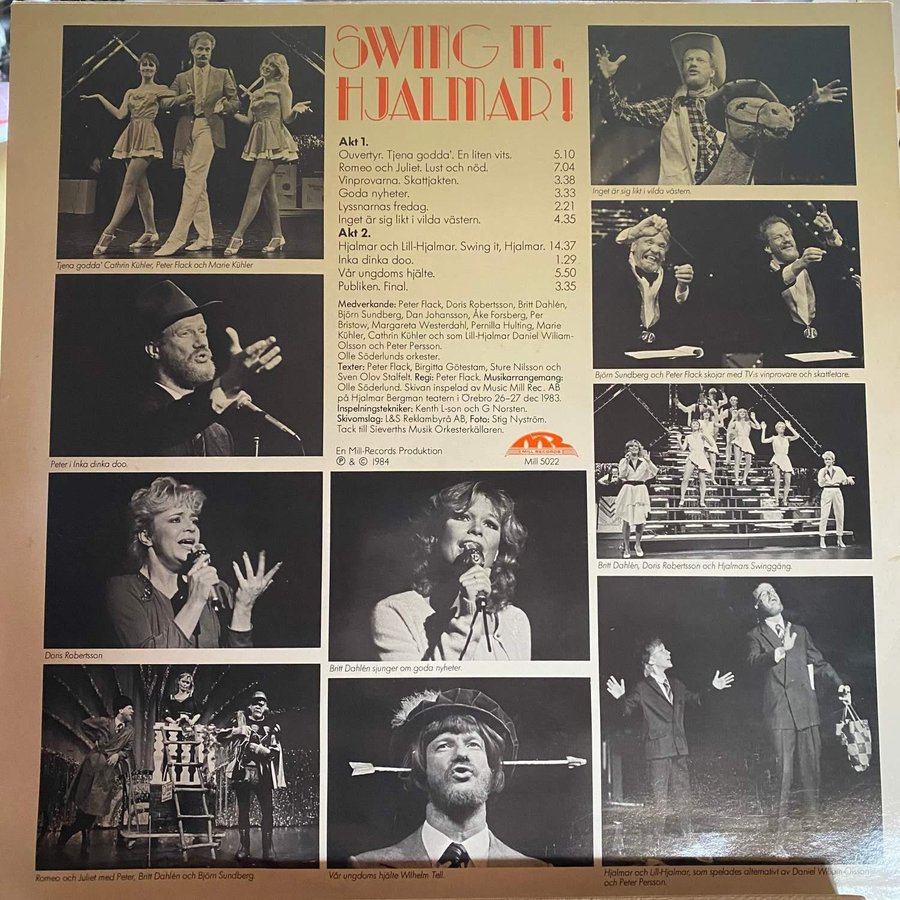 SWING IT,
HJALMAR!
Akt 1.
Ouvertyr. Tjena godda'. En liten vits. 5.10
Romeo och Juliet. Lust och nöd. 7.04
Vinprovarna. Skattjakten. 3.38
Goda nyheter. 3.33
Lyssnarnas fredag. 2.21
Inget är sig likt i vilda västern. 4.35
Akt 2.
Hjalmar och Lill-Hjalmar. Swing it, Hjalmar. 14.37
Inka dinka doo. 1.29
Vår ungdoms hjälte. 5.50
Publiken. Final. 3.35
Medverkande: Peter Flack, Doris Robertsson, Britt Dahlén,
Björn Sundberg, Dan Johansson, Åke Forsberg, Per
Bristow, Margareta Westerdahl, Pernilla Hulting, Marie
Kühler, Cathrin Kühler och som Lill-Hjalmar Daniel Wiliam-
Olsson och Peter Persson.
Olle Söderlunds orkester.
Texter: Peter Flack, Birgitta Götestam, Sture Nilsson och
Sven Olov Stalfelt. Regi: Peter Flack. Musikarrangemang:
Olle Söderlund. Skivan inspelad av Music Mill Rec. AB
på Hjalmar Bergman teatern i Örebro 26–27 dec 1983.
Inspelningstekniker: Kenth L-son och G Norsten.
Skivomslag: L&S Reklambyrå AB, Foto: Stig Nyström.
Tack till Sieverths Musik Orkesterkällaren.
En Mill-Records Produktion
℗ & © 1984
MR
MILL RECORDS
Mill 5022
Tjena godda' Cathrin Kühler, Peter Flack och Marie Kühler
Peter i Inka dinka doo.
Doris Robertsson
Romeo och Juliet med Peter, Britt Dahlén och Björn Sundberg.
Britt Dahlén sjunger om goda nyheter.
Vår ungdoms hjälte Wilhelm Tell.
Inget är sig likt i vilda västern.
Björn Sundberg och Peter Flack skojar med TV:s vinprovare och skattletare.
Britt Dahlén, Doris Robertsson och Hjalmars Swinggäng.
Hjalmar och Lill-Hjalmar, som spelades alternativt av Daniel Wiliam-Olsson
och Peter Persson.